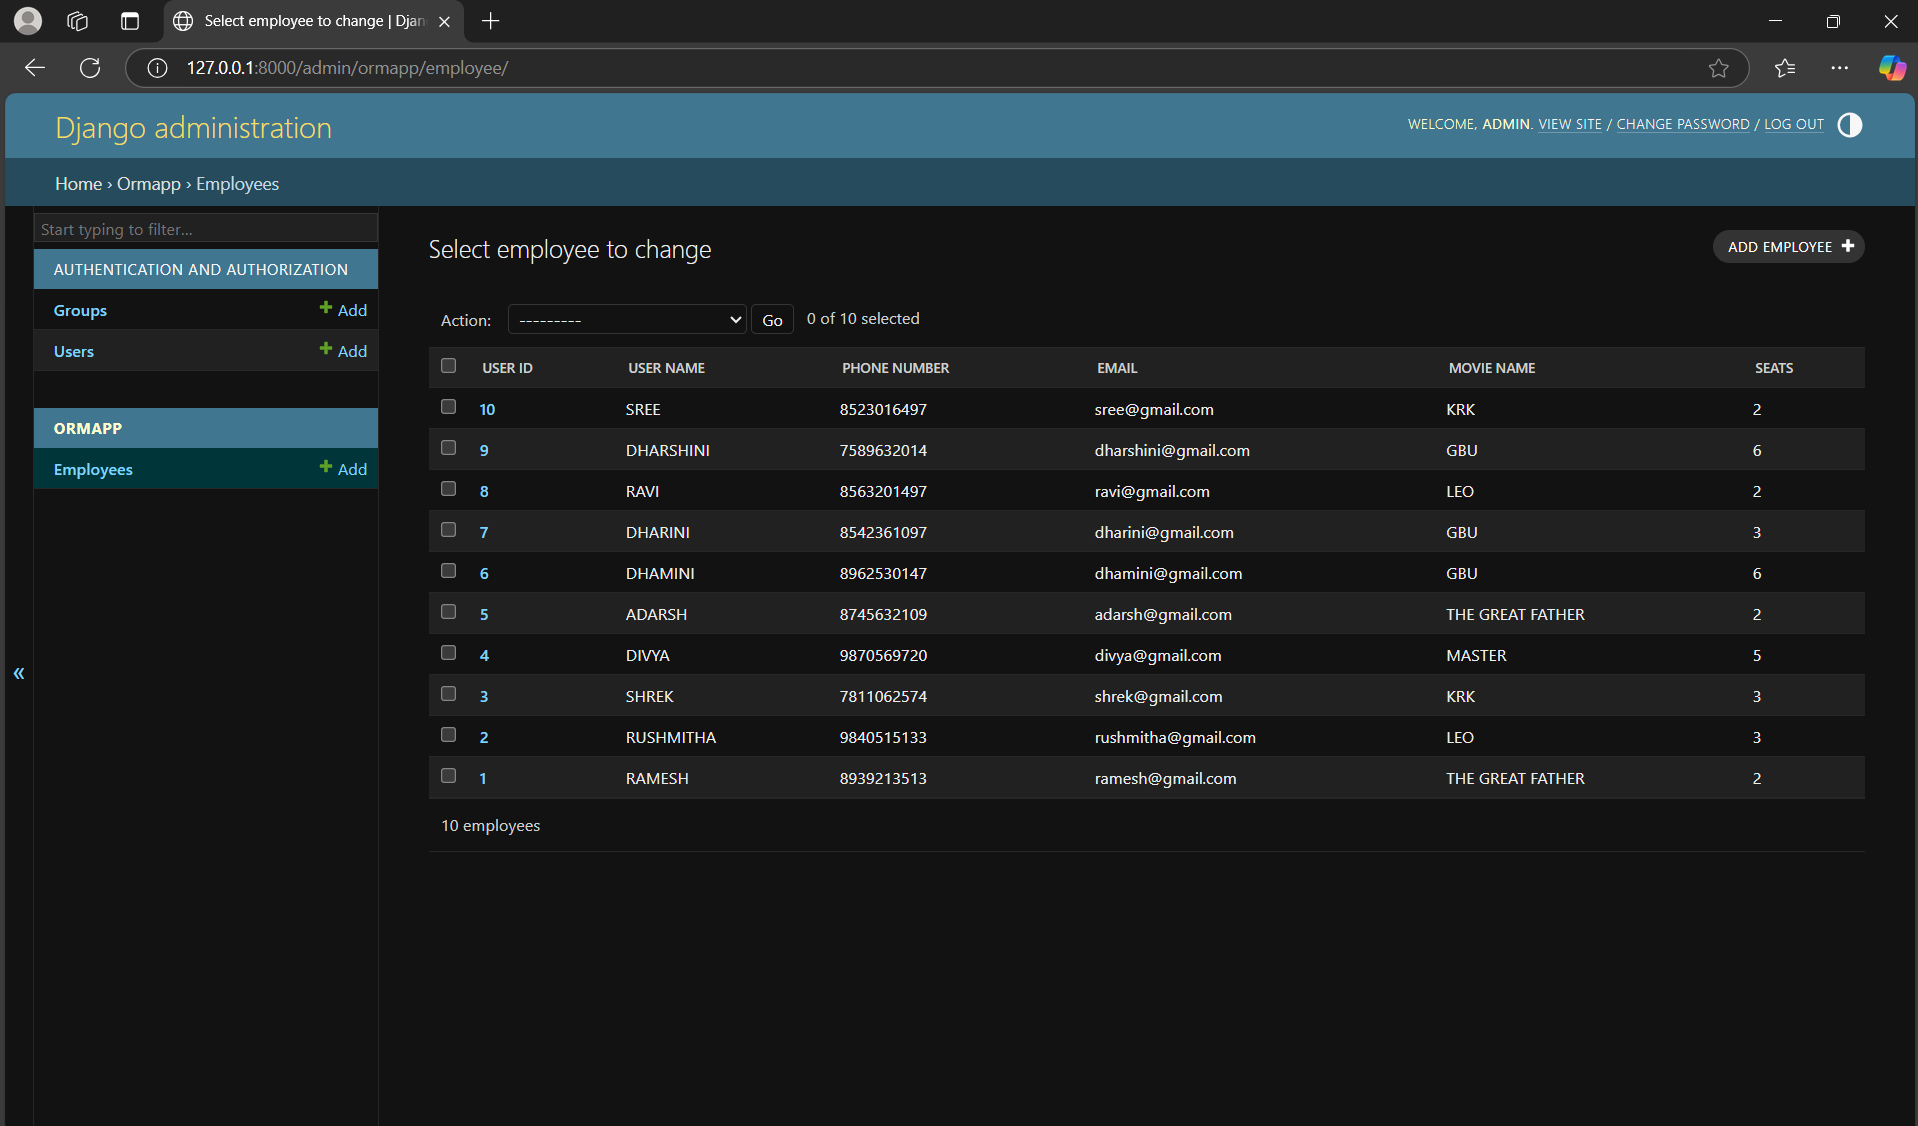 Select employee to change | Djan
127.0.0.1:8000/admin/ormapp/employee/
Django administration
WELCOME, ADMIN. VIEW SITE / CHANGE PASSWORD / LOG OUT
Home › Ormapp › Employees
Start typing to filter...
AUTHENTICATION AND AUTHORIZATION
Groups + Add
Users + Add
ORMAPP
Employees + Add
«
Select employee to change
ADD EMPLOYEE +
Action: --------- Go 0 of 10 selected
USER ID USER NAME PHONE NUMBER EMAIL MOVIE NAME SEATS
10 SREE 8523016497 sree@gmail.com KRK 2
9 DHARSHINI 7589632014 dharshini@gmail.com GBU 6
8 RAVI 8563201497 ravi@gmail.com LEO 2
7 DHARINI 8542361097 dharini@gmail.com GBU 3
6 DHAMINI 8962530147 dhamini@gmail.com GBU 6
5 ADARSH 8745632109 adarsh@gmail.com THE GREAT FATHER 2
4 DIVYA 9870569720 divya@gmail.com MASTER 5
3 SHREK 7811062574 shrek@gmail.com KRK 3
2 RUSHMITHA 9840515133 rushmitha@gmail.com LEO 3
1 RAMESH 8939213513 ramesh@gmail.com THE GREAT FATHER 2
10 employees